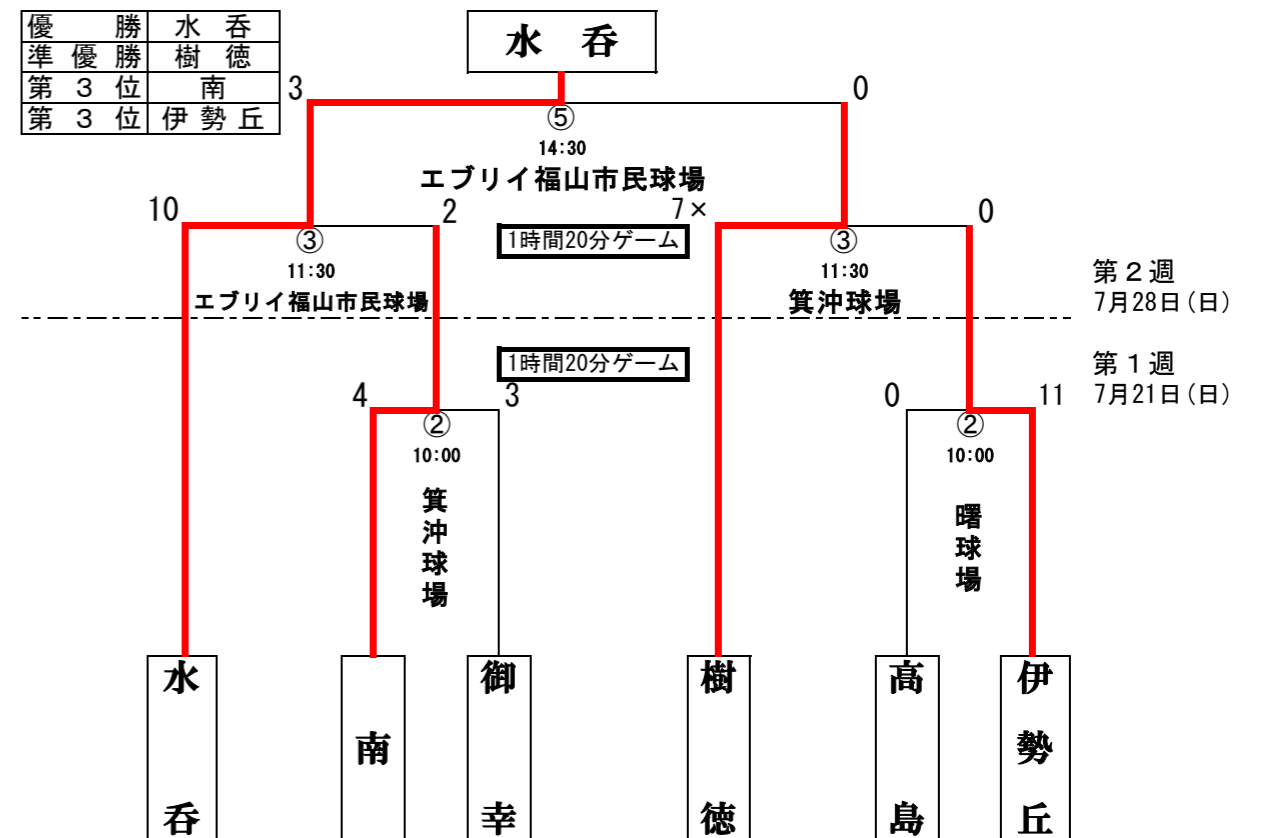 優勝 水呑
準優勝 樹徳
第３位 南
第３位 伊勢丘
水呑
3
0
⑤
14:30
エブリイ福山市民球場
10
2
7×
0
③
11:30
エブリイ福山市民球場
1時間20分ゲーム
③
11:30
箕沖球場
第２週
7月28日(日)
1時間20分ゲーム
第１週
7月21日(日)
4
3
0
11
②
10:00
箕沖球場
②
10:00
曙球場
水呑
南
御幸
樹徳
高島
伊勢丘